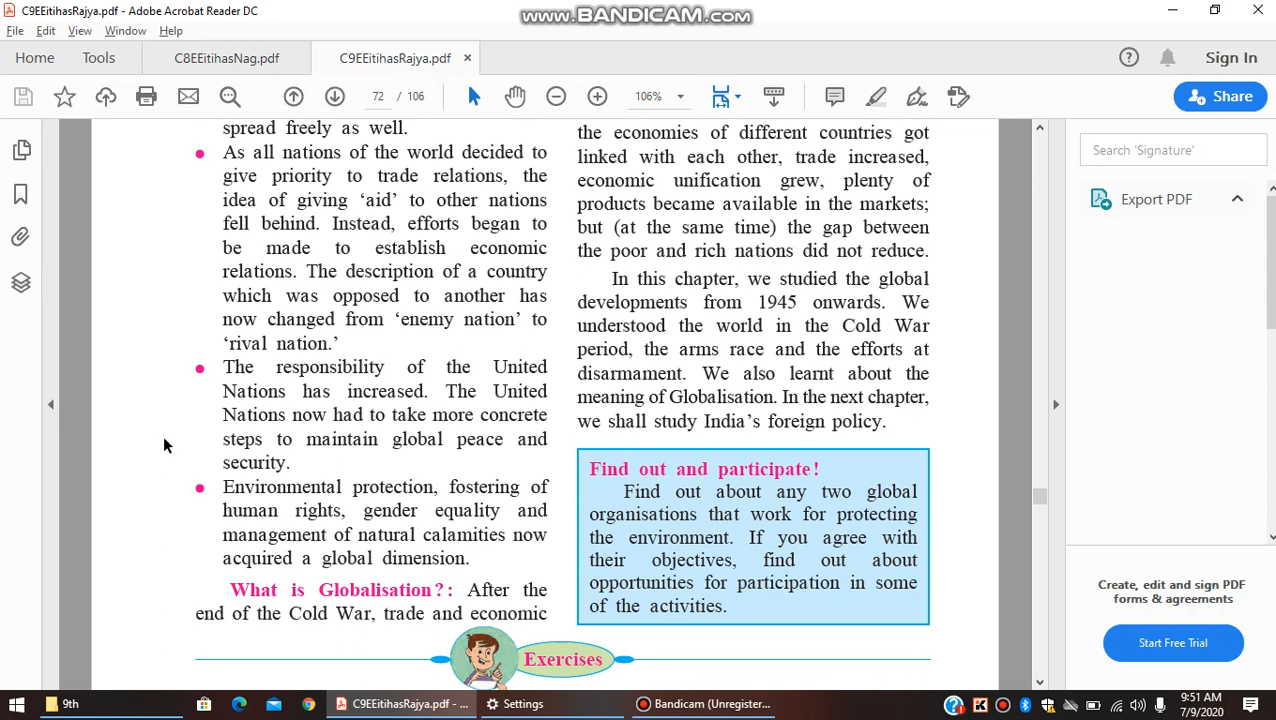 C9EEitihasRajya.pdf - Adobe Acrobat Reader DC
www.BANDICAM.com
File Edit View Window Help
Home Tools C8EEitihasNag.pdf C9EEitihasRajya.pdf × Sign In
72 / 106 106% Share
spread freely as well.
As all nations of the world decided to
give priority to trade relations, the
idea of giving ‘aid’ to other nations
fell behind. Instead, efforts began to
be made to establish economic
relations. The description of a country
which was opposed to another has
now changed from ‘enemy nation’ to
‘rival nation.’
The responsibility of the United
Nations has increased. The United
Nations now had to take more concrete
steps to maintain global peace and
security.
Environmental protection, fostering of
human rights, gender equality and
management of natural calamities now
acquired a global dimension.
What is Globalisation?: After the
end of the Cold War, trade and economic
the economies of different countries got
linked with each other, trade increased,
economic unification grew, plenty of
products became available in the markets;
but (at the same time) the gap between
the poor and rich nations did not reduce.
In this chapter, we studied the global
developments from 1945 onwards. We
understood the world in the Cold War
period, the arms race and the efforts at
disarmament. We also learnt about the
meaning of Globalisation. In the next chapter,
we shall study India’s foreign policy.
Find out and participate!
Find out about any two global
organisations that work for protecting
the environment. If you agree with
their objectives, find out about
opportunities for participation in some
of the activities.
Exercises
Search 'Signature'
Export PDF
Create, edit and sign PDF
forms & agreements
Start Free Trial
9th C9EEitihasRajya.pdf - ... Settings Bandicam (Unregister...
9:51 AM
7/9/2020